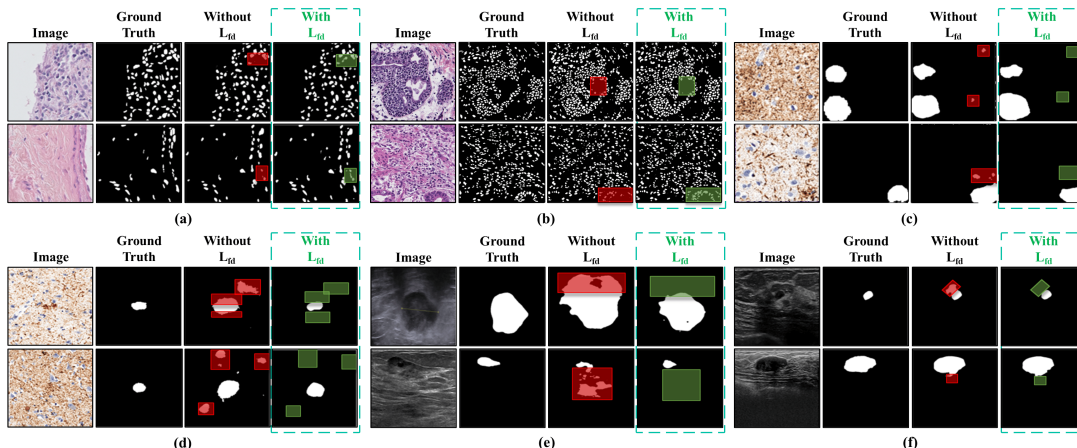 Image Ground Truth Without L_fd With L_fd
(a)
Image Ground Truth Without L_fd With L_fd
(b)
Image Ground Truth Without L_fd With L_fd
(c)
Image Ground Truth Without L_fd With L_fd
(d)
Image Ground Truth Without L_fd With L_fd
(e)
Image Ground Truth Without L_fd With L_fd
(f)